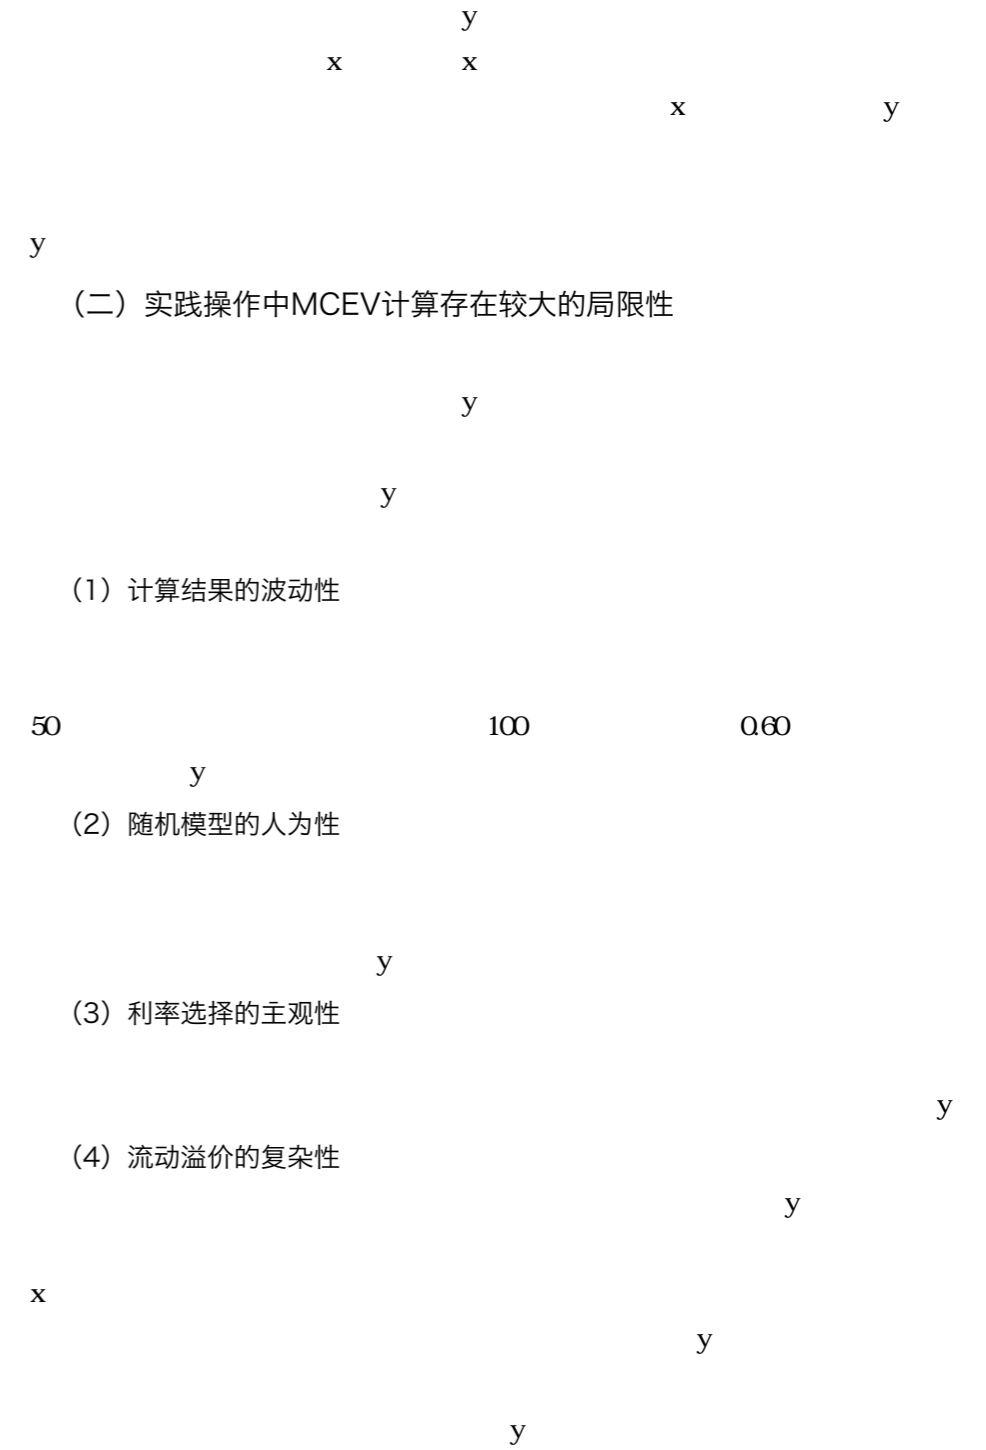 y
x x
x y
y
（二）实践操作中MCEV计算存在较大的局限性
y
y
（1）计算结果的波动性
50 100 0.60
y
（2）随机模型的人为性
y
（3）利率选择的主观性
y
（4）流动溢价的复杂性
y
x
y
y